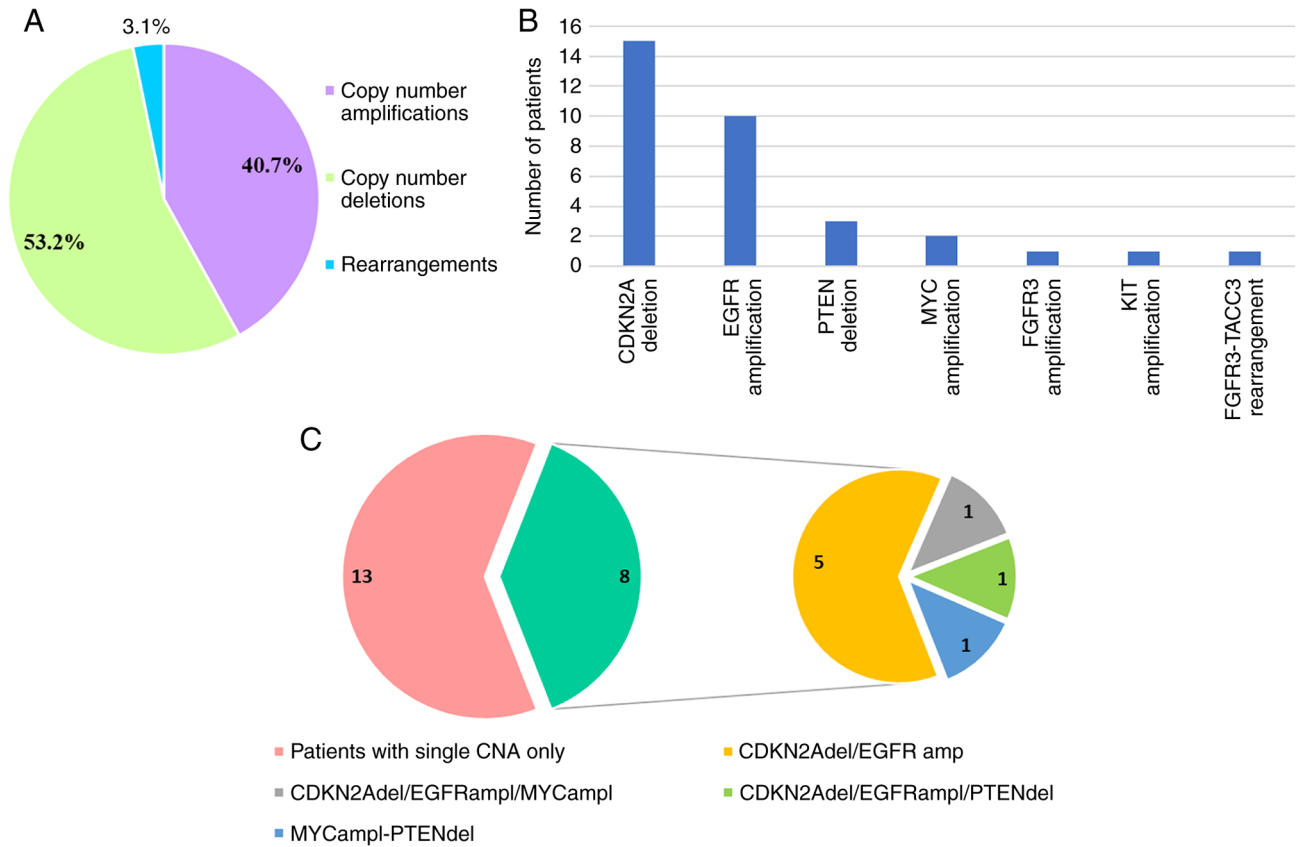 A
3.1%
40.7%
53.2%
Copy number
amplifications
Copy number
deletions
Rearrangements
B
Number of patients
16
14
12
10
8
6
4
2
0
CDKN2A
deletion
EGFR
amplification
PTEN
deletion
MYC
amplification
FGFR3
amplification
KIT
amplification
FGFR3-TACC3
rearrangement
C
13
8
5
1
1
1
Patients with single CNA only
CDKN2Adel/EGFR amp
CDKN2Adel/EGFRampl/MYCampl
CDKN2Adel/EGFRampl/PTENdel
MYCampl-PTENdel